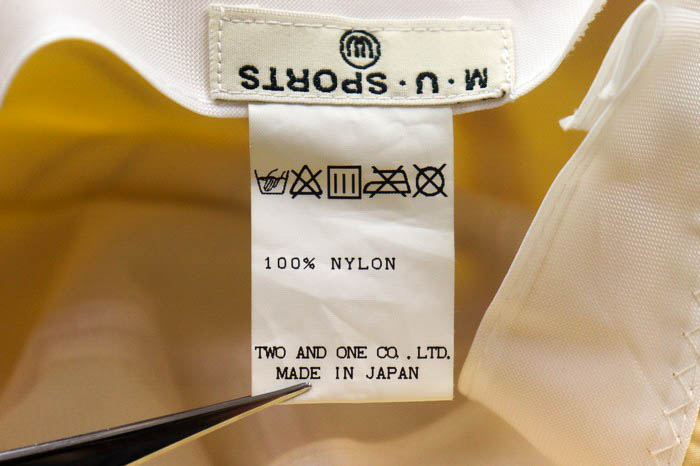 M·U·SPORTS
100% NYLON
TWO AND ONE CO.,LTD.
MADE IN JAPAN